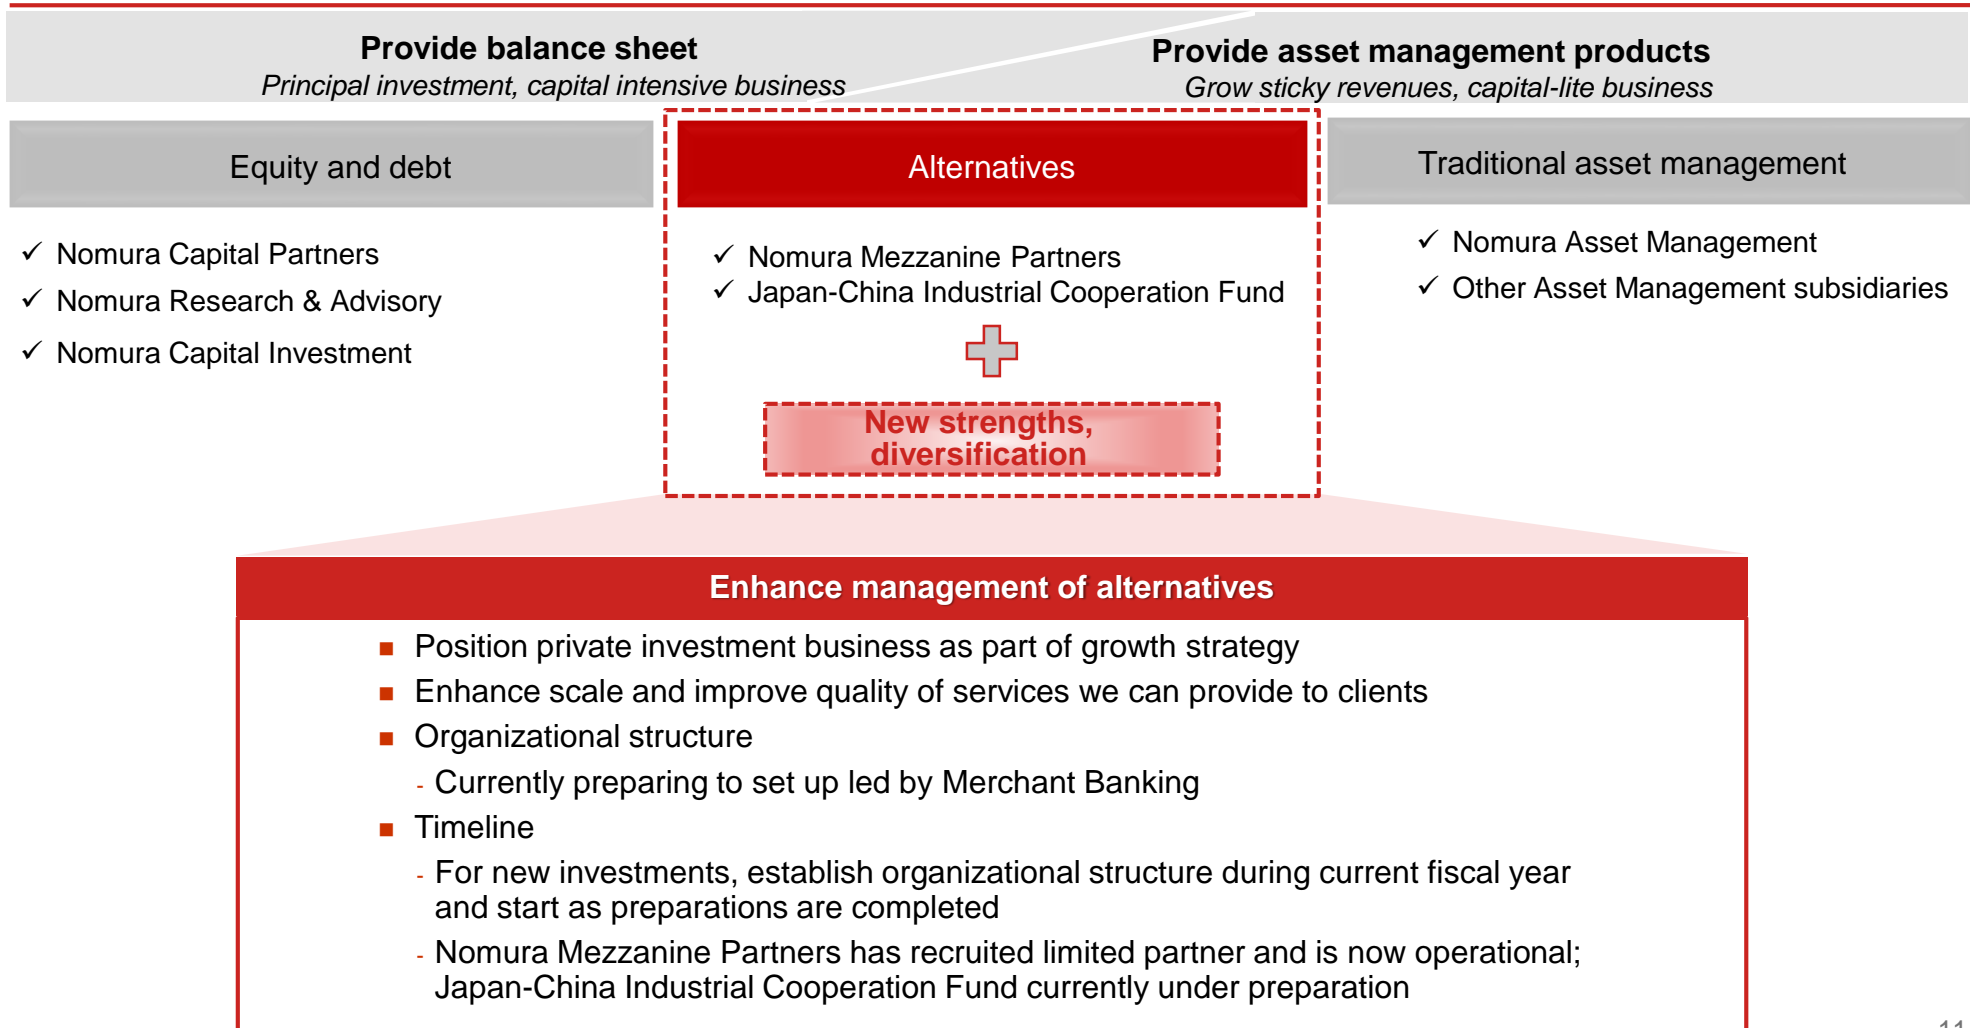 Provide balance sheet
Principal investment, capital intensive business
Provide asset management products
Grow sticky revenues, capital-lite business
Equity and debt
✓ Nomura Capital Partners
✓ Nomura Research & Advisory
✓ Nomura Capital Investment
Alternatives
✓ Nomura Mezzanine Partners
✓ Japan-China Industrial Cooperation Fund
New strengths,
diversification
Traditional asset management
✓ Nomura Asset Management
✓ Other Asset Management subsidiaries
Enhance management of alternatives
■ Position private investment business as part of growth strategy
■ Enhance scale and improve quality of services we can provide to clients
■ Organizational structure
- Currently preparing to set up led by Merchant Banking
■ Timeline
- For new investments, establish organizational structure during current fiscal year
and start as preparations are completed
- Nomura Mezzanine Partners has recruited limited partner and is now operational;
Japan-China Industrial Cooperation Fund currently under preparation
11